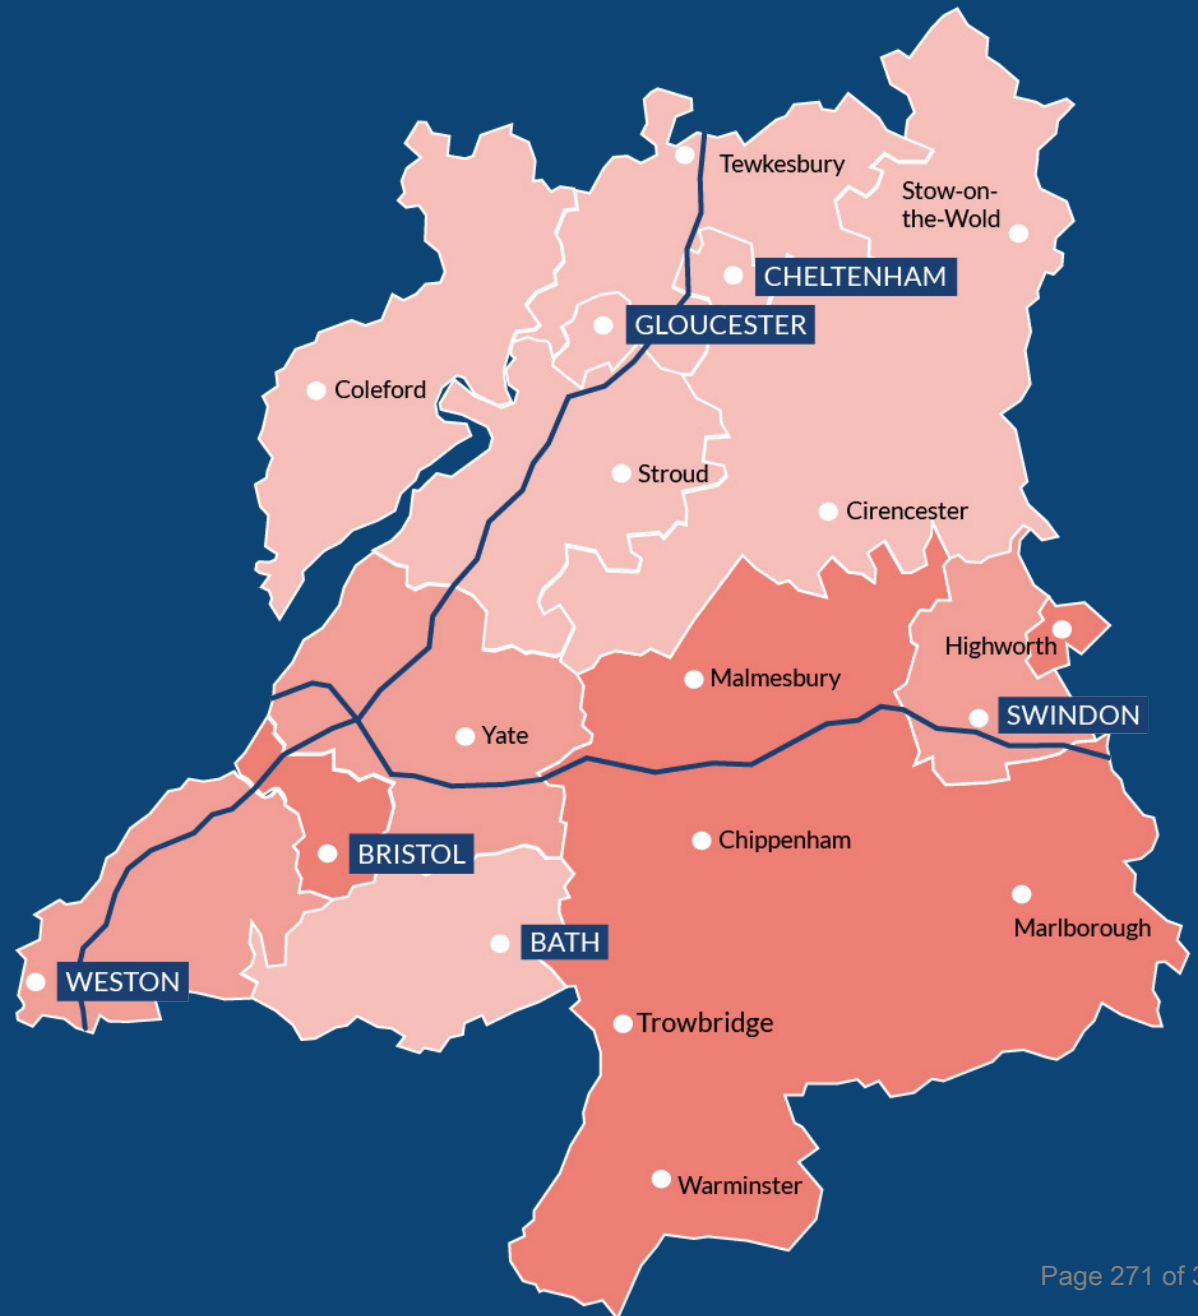 Tewkesbury
Stow-on-
the-Wold
CHELTENHAM
GLOUCESTER
Coleford
Stroud
Cirencester
Highworth
Malmesbury
SWINDON
Yate
Chippenham
BRISTOL
Marlborough
BATH
WESTON
Trowbridge
Warminster
Page 271 of 3